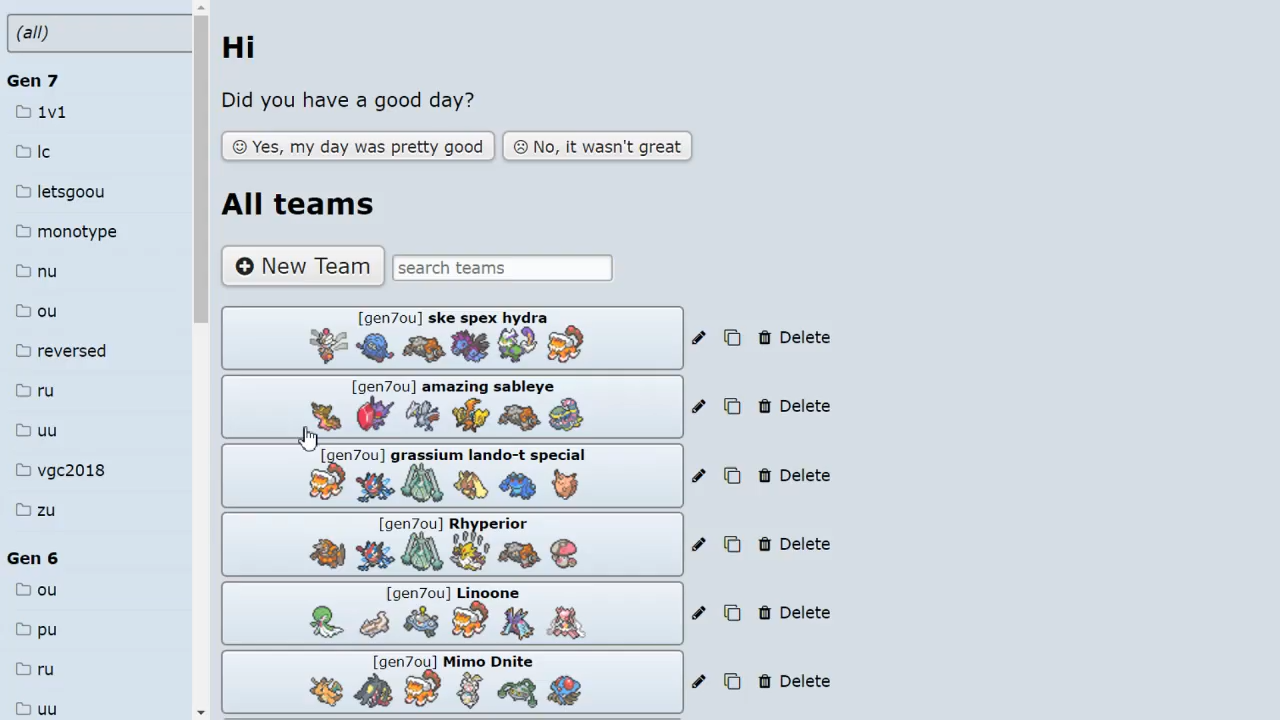 (all)
Gen 7
1v1
lc
letsgoou
monotype
nu
ou
reversed
ru
uu
vgc2018
zu
Gen 6
ou
pu
ru
uu
Hi
Did you have a good day?
Yes, my day was pretty good
No, it wasn't great
All teams
New Team
search teams
[gen7ou] ske spex hydra
Delete
[gen7ou] amazing sableye
Delete
[gen7ou] grassium lando-t special
Delete
[gen7ou] Rhyperior
Delete
[gen7ou] Linoone
Delete
[gen7ou] Mimo Dnite
Delete